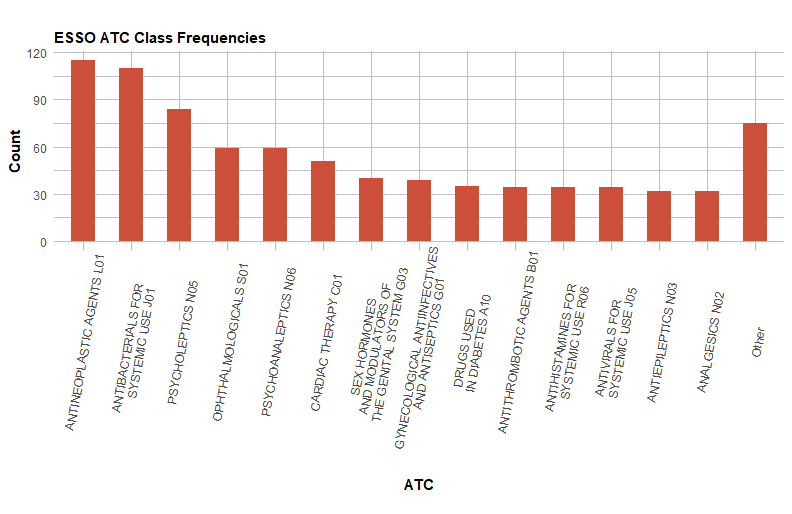 ESSO ATC Class Frequencies
Count
120
90
60
30
0
ANTINEOPLASTIC AGENTS L01
ANTIBACTERIALS FOR
SYSTEMIC USE J01
PSYCHOLEPTICS N05
OPHTHALMOLOGICALS S01
PSYCHOANALEPTICS N06
CARDIAC THERAPY C01
SEX HORMONES
AND MODULATORS OF
THE GENITAL SYSTEM G03
GYNECOLOGICAL ANTIINFECTIVES
AND ANTISEPTICS G01
DRUGS USED
IN DIABETES A10
ANTITHROMBOTIC AGENTS B01
ANTIHISTAMINES FOR
SYSTEMIC USE R06
ANTIVIRALS FOR
SYSTEMIC USE J05
ANTIEPILEPTICS N03
ANALGESICS N02
Other
ATC